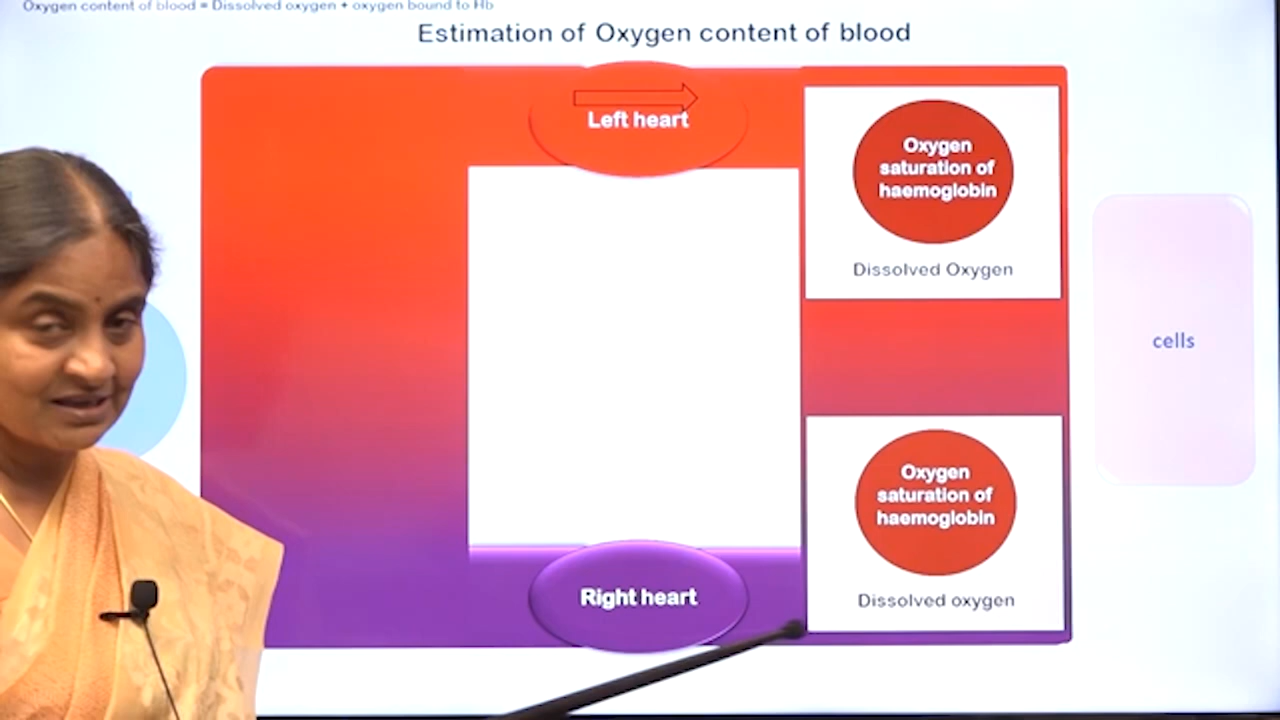 Oxygen content of blood = Dissolved oxygen + oxygen bound to Hb
Estimation of Oxygen content of blood
Left heart
Oxygen
saturation of
haemoglobin
Dissolved Oxygen
cells
Oxygen
saturation of
haemoglobin
Dissolved oxygen
Right heart